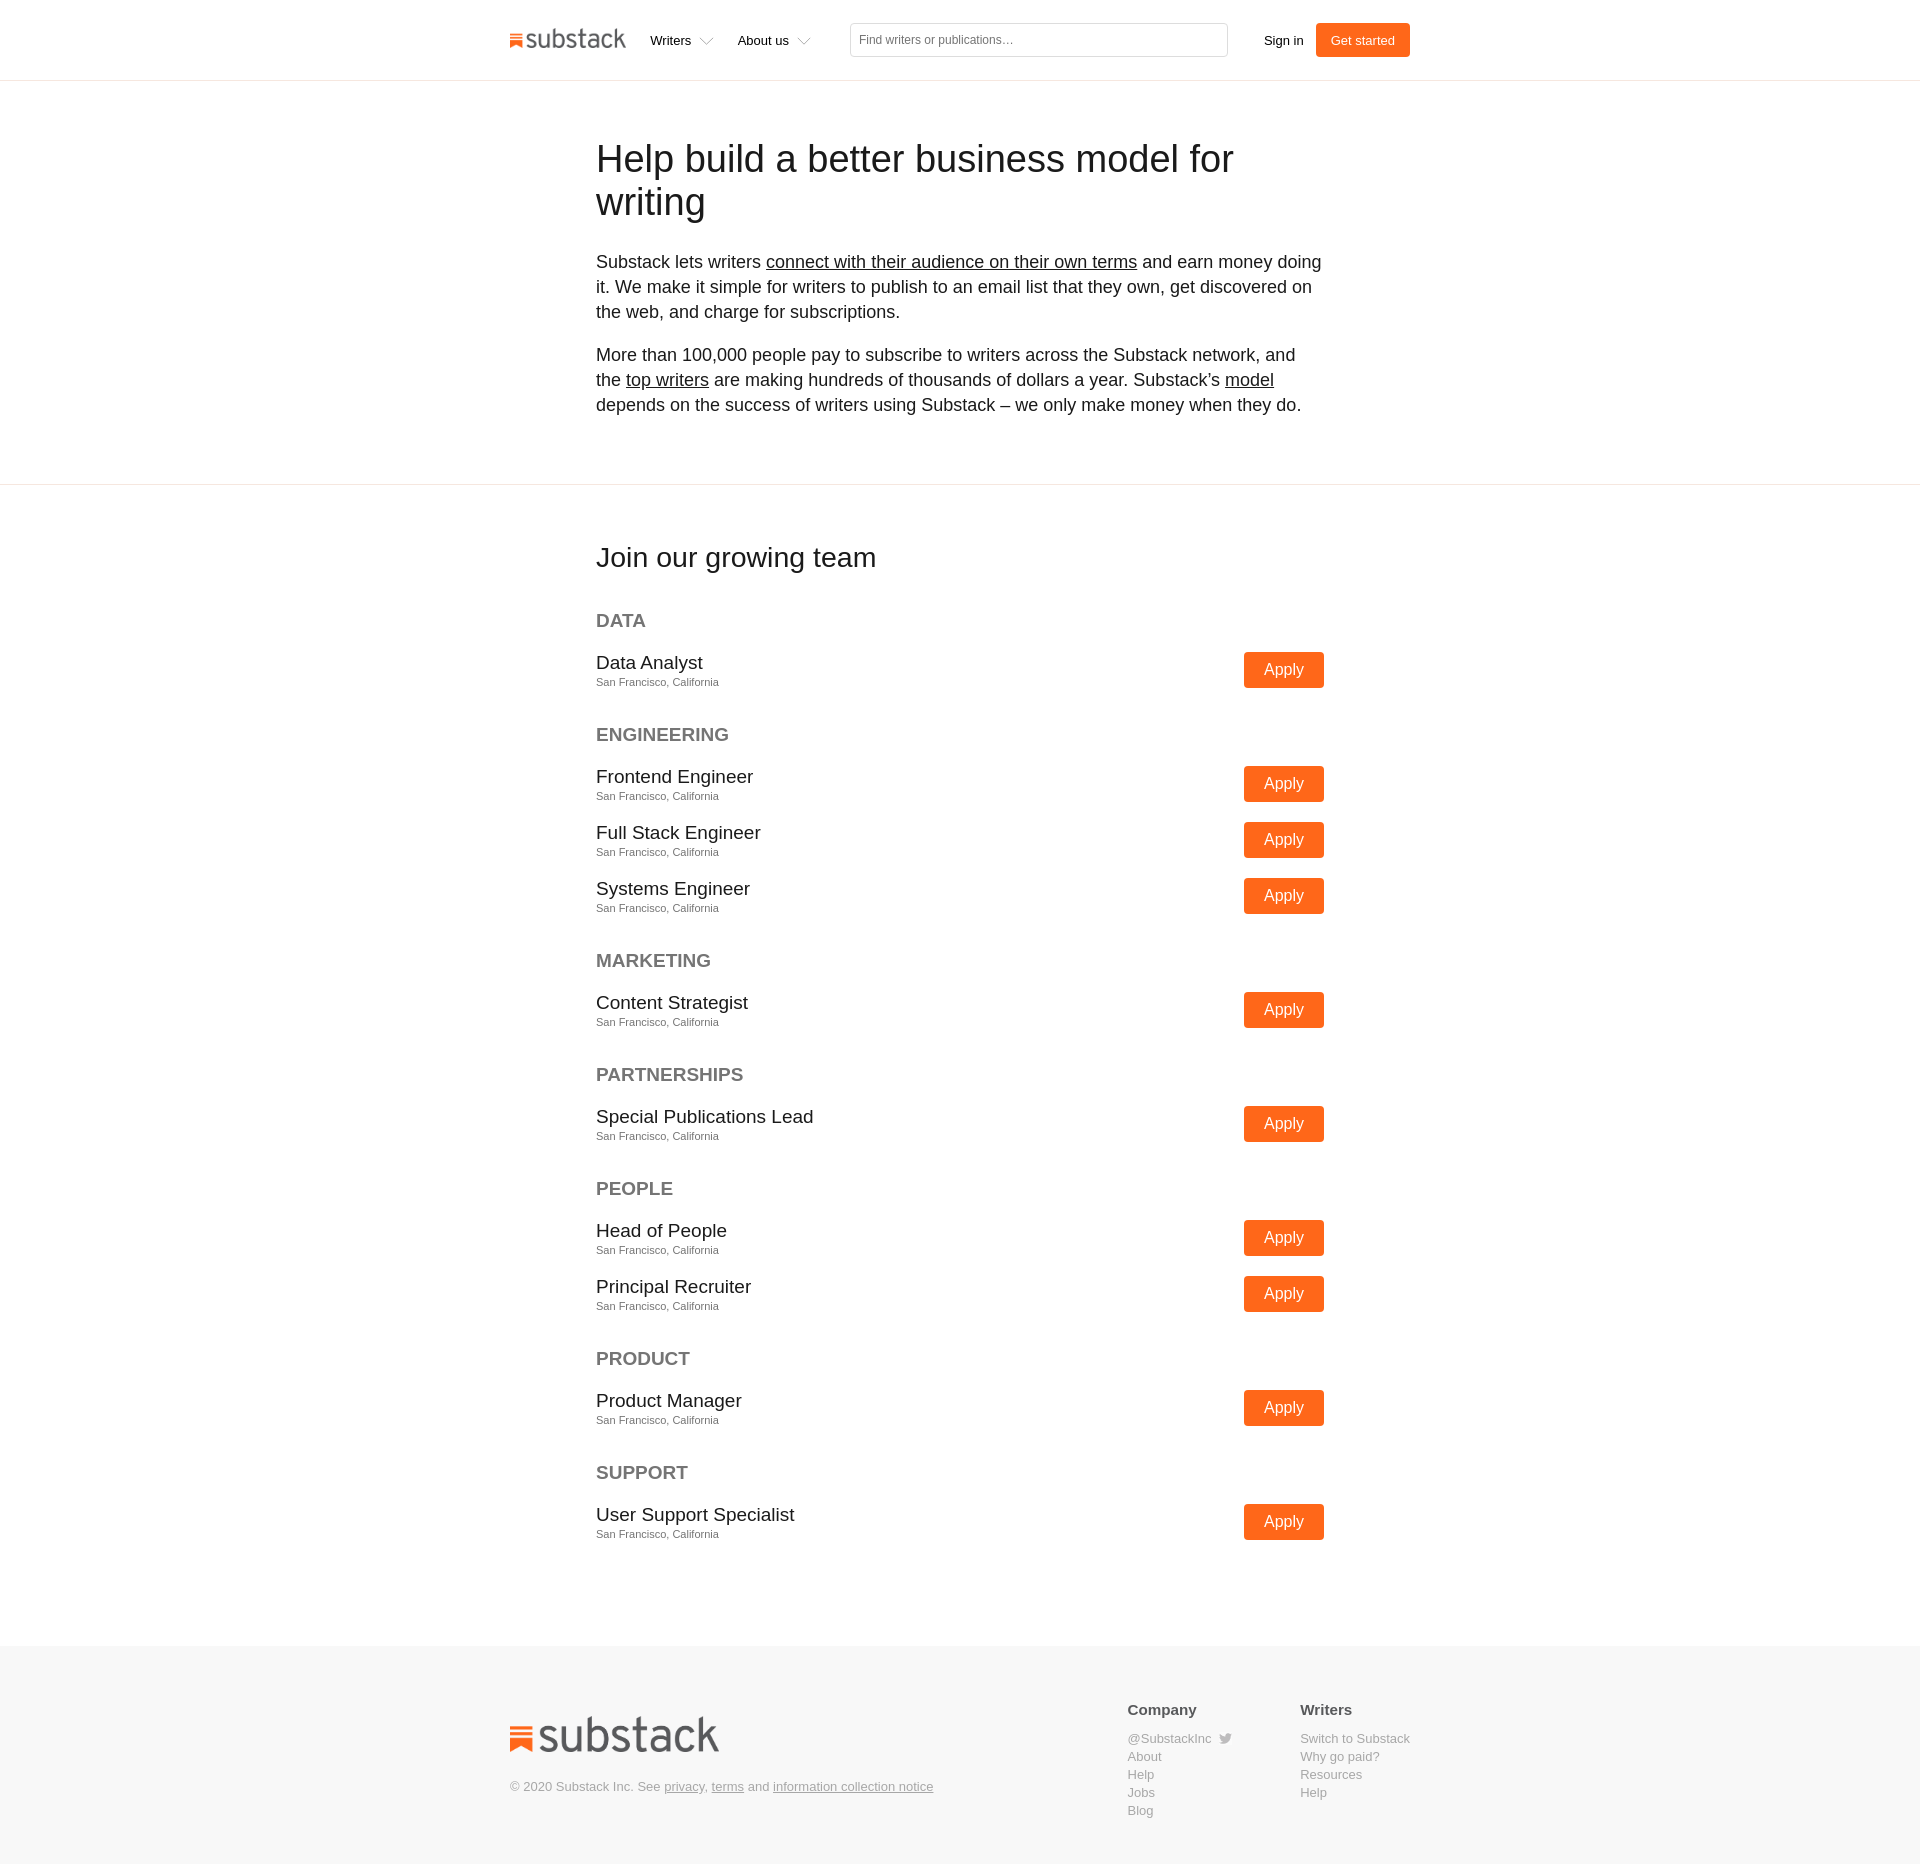 substack
Writers
About us
Find writers or publications…
Sign in
Get started
Help build a better business model for
writing
Substack lets writers connect with their audience on their own terms and earn money doing
it. We make it simple for writers to publish to an email list that they own, get discovered on
the web, and charge for subscriptions.
More than 100,000 people pay to subscribe to writers across the Substack network, and
the top writers are making hundreds of thousands of dollars a year. Substack’s model
depends on the success of writers using Substack – we only make money when they do.
Join our growing team
DATA
Data Analyst
San Francisco, California
Apply
ENGINEERING
Frontend Engineer
San Francisco, California
Apply
Full Stack Engineer
San Francisco, California
Apply
Systems Engineer
San Francisco, California
Apply
MARKETING
Content Strategist
San Francisco, California
Apply
PARTNERSHIPS
Special Publications Lead
San Francisco, California
Apply
PEOPLE
Head of People
San Francisco, California
Apply
Principal Recruiter
San Francisco, California
Apply
PRODUCT
Product Manager
San Francisco, California
Apply
SUPPORT
User Support Specialist
San Francisco, California
Apply
substack
© 2020 Substack Inc. See privacy, terms and information collection notice
Company
@SubstackInc
About
Help
Jobs
Blog
Writers
Switch to Substack
Why go paid?
Resources
Help